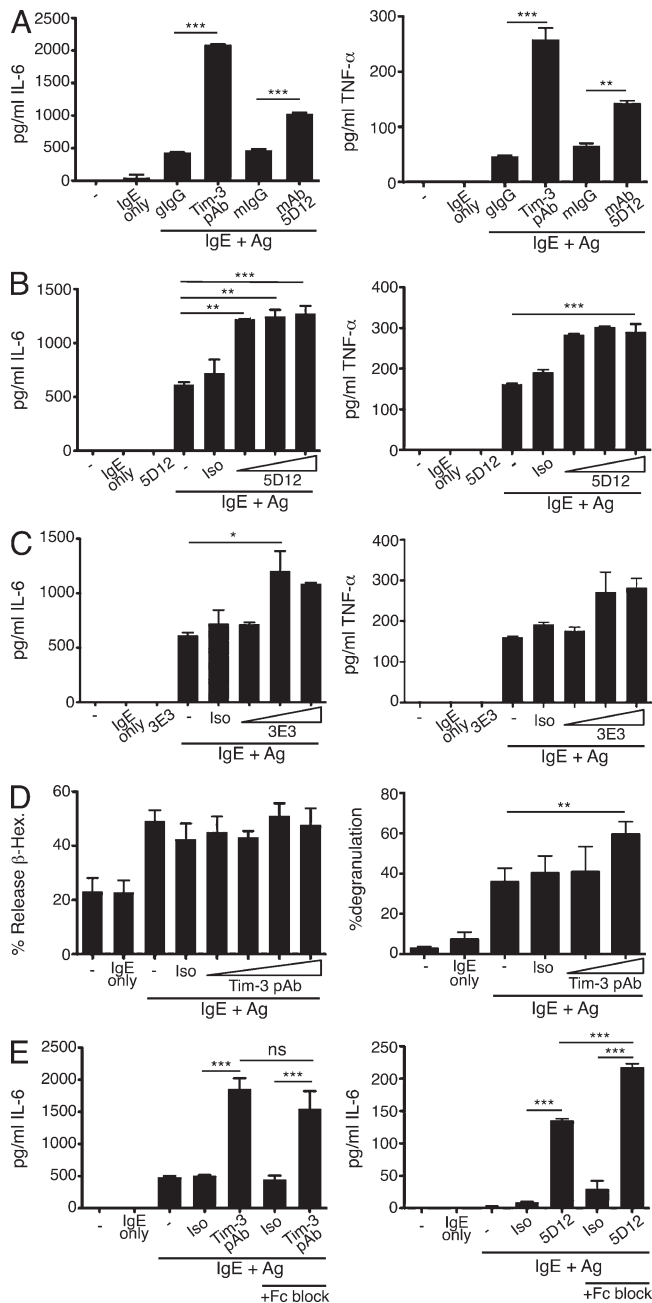 A
pg/ml IL-6
2500
2000
1500
1000
500
0
***
***
- IgE only gIgG Tim-3 pAb mIgG mAb 5D12
IgE + Ag
pg/ml TNF-α
300
200
100
0
***
**
- IgE only gIgG Tim-3 pAb mIgG mAb 5D12
IgE + Ag
B
pg/ml IL-6
1500
1000
500
0
***
**
**
- IgE only 5D12 - Iso 5D12
IgE + Ag
pg/ml TNF-α
400
300
200
100
0
***
- IgE only 5D12 - Iso 5D12
IgE + Ag
C
pg/ml IL-6
1500
1000
500
0
*
- IgE only 3E3 - Iso 3E3
IgE + Ag
pg/ml TNF-α
400
300
200
100
0
- IgE only 3E3 - Iso 3E3
IgE + Ag
D
% Release β-Hex.
60
40
20
0
- IgE only - Iso Tim-3 pAb
IgE + Ag
%degranulation
80
60
40
20
0
**
- IgE only - Iso Tim-3 pAb
IgE + Ag
E
pg/ml IL-6
2500
2000
1500
1000
500
0
ns
***
***
- IgE only - Iso Tim-3 pAb Iso Tim-3 pAb
IgE + Ag
+Fc block
pg/ml IL-6
250
200
150
100
50
0
***
***
***
- IgE only - Iso 5D12 Iso 5D12
IgE + Ag
+Fc block